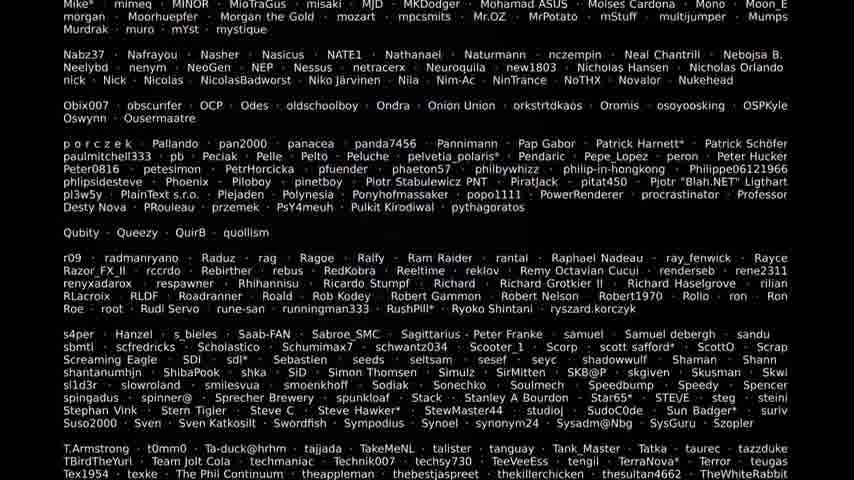 Mike* · mimeq · MINOR · MioTraGus · misaki · MJD · MKDodger · Mohamad ASUS · Moises Cardona · Mono · Moon_E
morgan · Moorhuepfer · Morgan the Gold · mozart · mpcsmits · Mr.OZ · MrPotato · mStuff · multijumper · Mumps
Murdrak · muro · mYst · mystique
Nabz37 · Nafrayou · Nasher · Nasicus · NATE1 · Nathanael · Naturmann · nczempin · Neal Chantrill · Nebojsa B.
Neelybd · nenym · NeoGen · NEP · Nessus · netracerx · Neuroquila · new1803 · Nicholas Hansen · Nicholas Orlando
nick · Nick · Nicolas · NicolasBadworst · Niko Järvinen · Nila · Nim-Ac · NinTrance · NoTHX · Novalor · Nukehead
Obix007 · obscurifer · OCP · Odes · oldschoolboy · Ondra · Onion Union · orkstrtdkaos · Oromis · osoyoosking · OSPKyle
Oswynn · Ousermaatre
p o r c z e k · Pallando · pan2000 · panacea · panda7456 · Pannimann · Pap Gabor · Patrick Harnett* · Patrick Schöfer
paulmitchell333 · pb · Peciak · Pelle · Pelto · Peluche · pelvetia_polaris* · Pendaric · Pepe_Lopez · peron · Peter Hucker
Peter0816 · petesimon · PetrHorcicka · pfuender · phaeton57 · philbywhizz · philip-in-hongkong · Philippe06121966
phlipsidesteve · Phoenix · Piloboy · pinetboy · Piotr Stabulewicz PNT · PiratJack · pitat450 · Pjotr "Blah.NET" Ligthart
pl3w5y · PlainText s.r.o. · Plejaden · Polynesia · Ponyhofmassaker · popo1111 · PowerRenderer · procrastinator · Professor
Desty Nova · PRouleau · przemek · PsY4meuh · Pulkit Kirodiwal · pythagoratos
Qubity · Queezy · Quir8 · quollism
r09 · radmanryano · Raduz · rag · Ragoe · Ralfy · Ram Raider · rantal · Raphael Nadeau · ray_fenwick · Rayce
Razor_FX_II · rccrdo · Rebirther · rebus · RedKobra · Reeltime · reklov · Remy Octavian Cucui · renderseb · rene2311
renyxadarox · respawner · Rhihannisu · Ricardo Stumpf · Richard · Richard Grotkier II · Richard Haselgrove · rilian
RLacroix · RLDF · Roadranner · Roald · Rob Kodey · Robert Gammon · Robert Nelson · Robert1970 · Rollo · ron · Ron
Roe · root · Rudi Servo · rune-san · runningman333 · RushPill* · Ryoko Shintani · ryszard.korczyk
s4per · Hanzel · s_bieles · Saab-FAN · Sabroe_SMC · Sagittarius - Peter Franke · samuel · Samuel debergh · sandu
sbmtl · scfredricks · Scholastico · Schumimax7 · schwantz034 · Scooter_1 · Scorp · scott safford* · ScottO · Scrap
Screaming Eagle · SDI · sdl* · Sebastien · seeds · seltsam · sesef · seyc · shadowwulf · Shaman · Shann
shantanumhjn · ShibaPook · shka · SiD · Simon Thomsen · Simulz · SirMitten · SKB@P · skgiven · Skusman · Skwi
sl1d3r · slowroland · smilesvua · smoenkhoff · Sodiak · Sonechko · Soulmech · Speedbump · Speedy · Spencer
spingadus · spinner@ · Sprecher Brewery · spunkloaf · Stack · Stanley A Bourdon · Star65* · STE\/E · steg · steini
Stephan Vink · Stern Tigler · Steve C · Steve Hawker* · StewMaster44 · studioj · SudoC0de · Sun Badger* · suriv
Suso2000 · Sven · Sven Katkosilt · Swordfish · Sympodius · Synoel · synonym24 · Sysadm@Nbg · SysGuru · Szopler
T.Armstrong · t0mm0 · Ta-duck@hrhm · tajjada · TakeMeNL · talister · tanguay · Tank_Master · Tatka · taurec · tazzduke
TBirdTheYuri · Team Jolt Cola · techmaniac · Technik007 · techsy730 · TeeVeeEss · tengil · TerraNova* · Terror · teugas
Tex1954 · texke · The Phil Continuum · theappleman · thebestjaspreet · thekillerchicken · thesultan4662 · TheWhiteRabbit